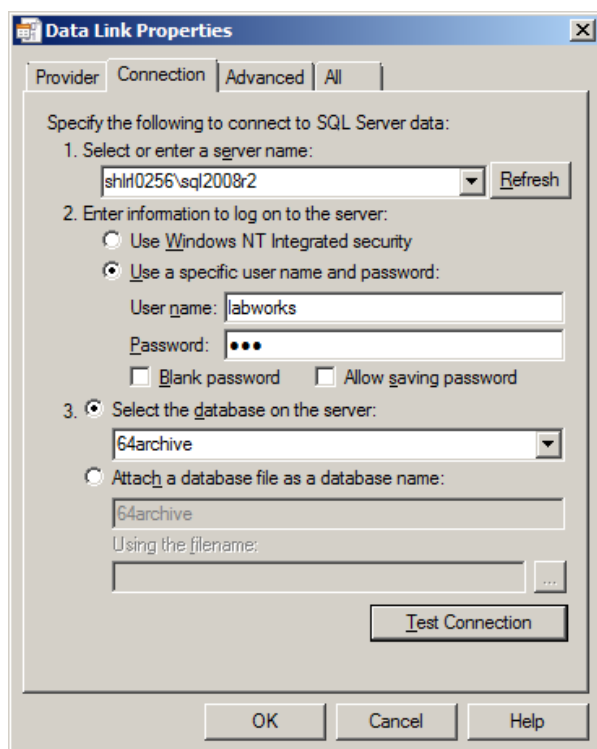 Data Link Properties
Provider Connection Advanced All
Specify the following to connect to SQL Server data:
1. Select or enter a server name:
shlrl0256\sql2008r2 Refresh
2. Enter information to log on to the server:
Use Windows NT Integrated security
Use a specific user name and password:
User name: labworks
Password: ●●●
Blank password Allow saving password
3. Select the database on the server:
64archive
Attach a database file as a database name:
64archive
Using the filename:
...
Test Connection
OK Cancel Help